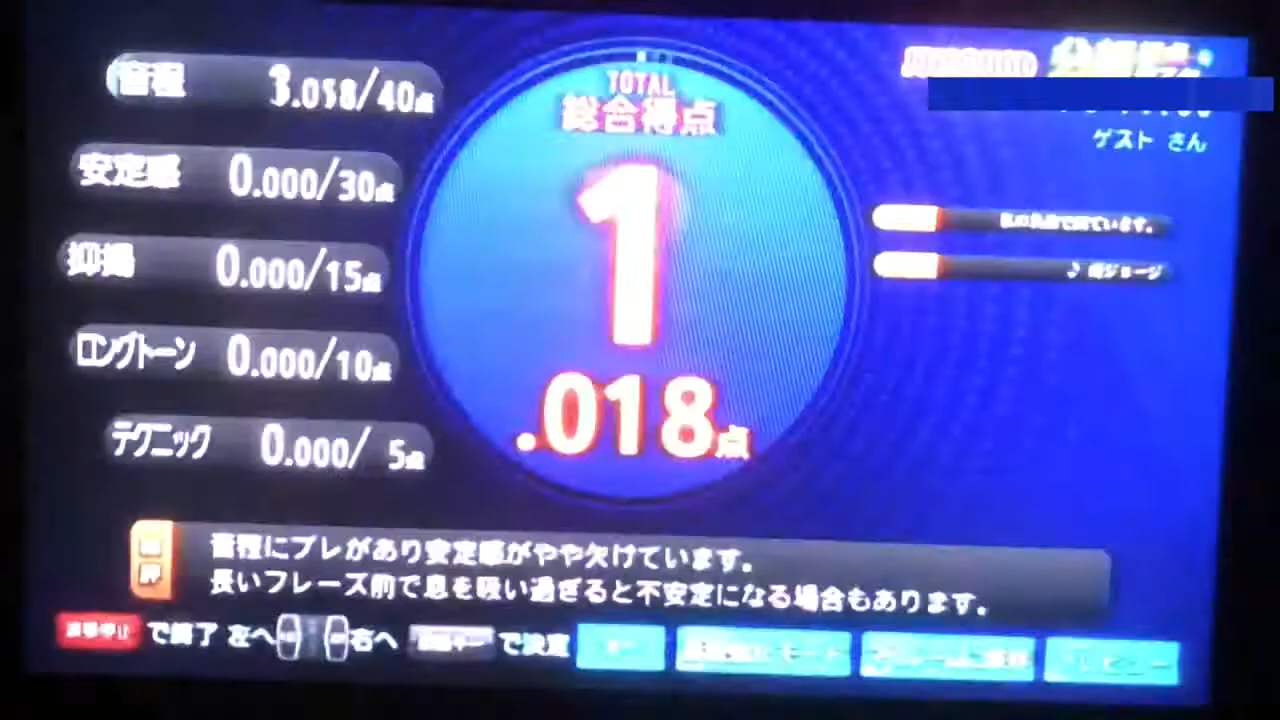 音程 3.058/40点
安定感 0.000/30点
抑揚 0.000/15点
ロングトーン 0.000/10点
テクニック 0.000/ 5点
TOTAL
総合得点
1
.018点
ゲスト さん
音程にブレがあり安定感がやや欠けています。
長いフレーズ前で息を吸い過ぎると不安定になる場合もあります。
演奏停止 で終了 左へ 右へ で決定